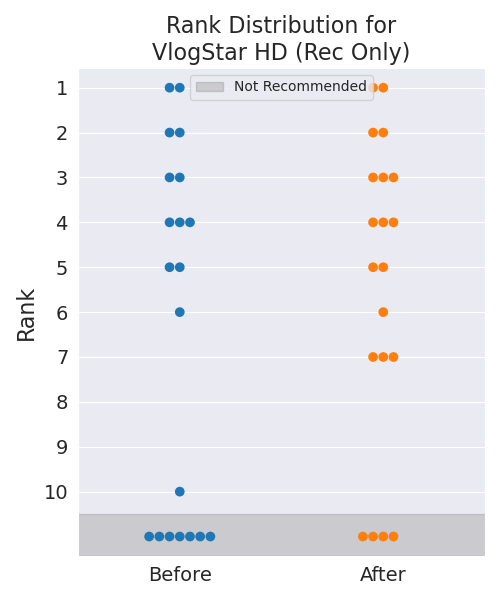 Rank Distribution for
VlogStar HD (Rec Only)
Not Recommended
Rank
1
2
3
4
5
6
7
8
9
10
Before
After